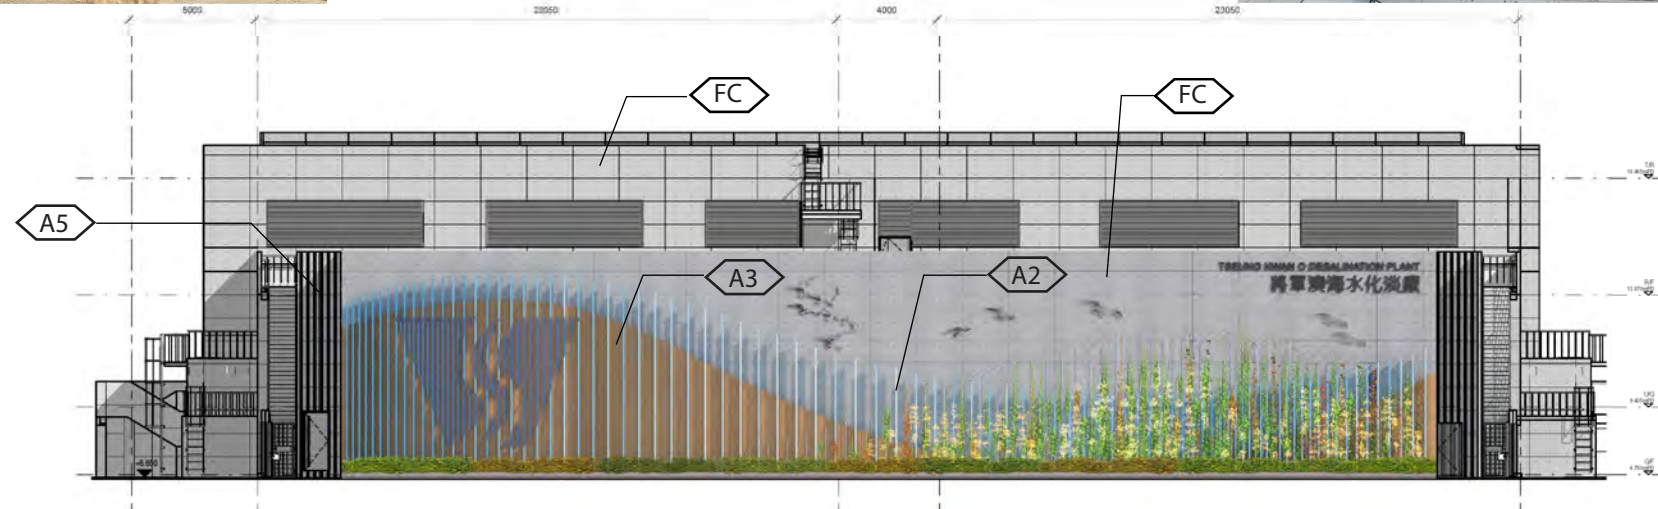 5000
23050
4000
23050
FC
FC
A5
A3
A2
TSEUNG KWAN O DESALINATION PLANT
將軍澳海水化淡廠